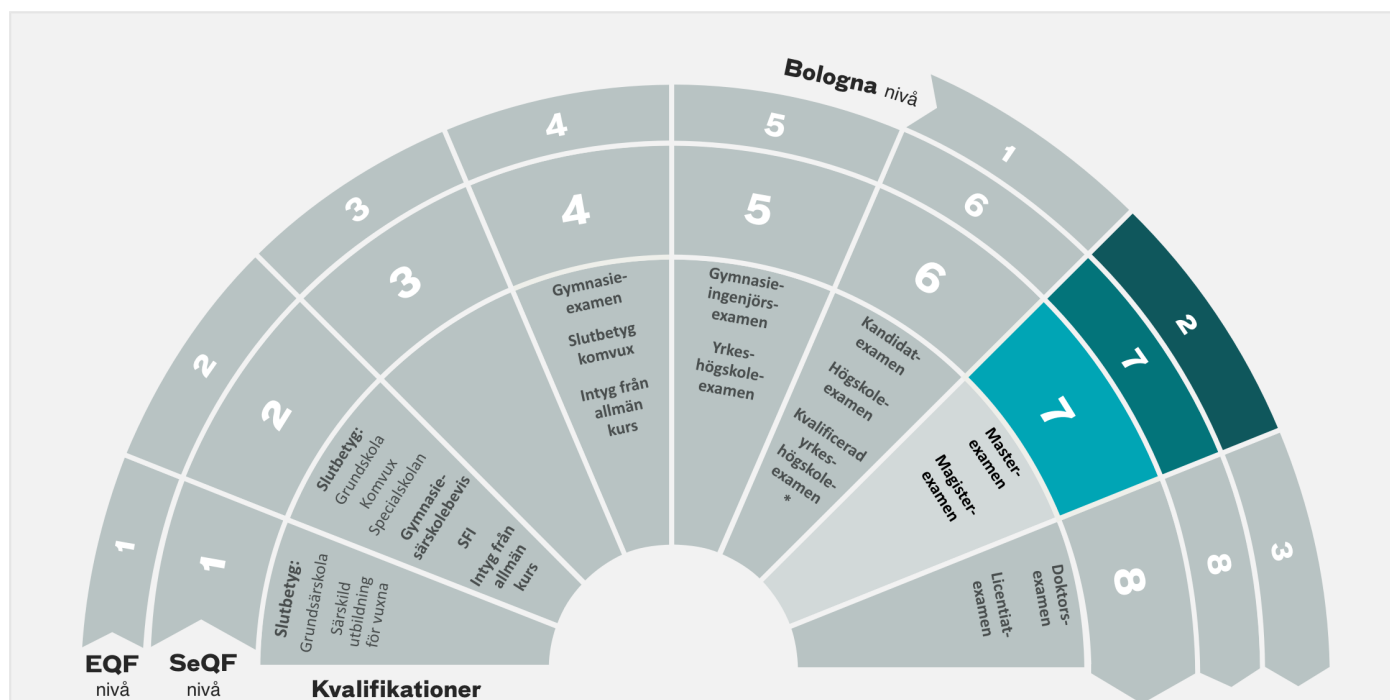 Bologna nivå
1
2
3
4
5
6
7
8
1
2
3
4
5
6
7
8
1
2
3
Slutbetyg:
Grundsärskola
Särskild
utbildning
för vuxna
Slutbetyg:
Grundskola
Komvux
Specialskolan
Gymnasie-
särskolebevis
SFI
Intyg från
allmän
kurs
Gymnasie-
examen
Slutbetyg
komvux
Intyg från
allmän
kurs
Gymnasie-
ingenjörs-
examen
Yrkes-
högskole-
examen
Kandidat-
examen
Högskole-
examen
Kvalificerad
yrkes-
högskole-
examen
*
Master-
examen
Magister-
examen
Doktors-
examen
Licentiat-
examen
EQF
nivå
SeQF
nivå
Kvalifikationer